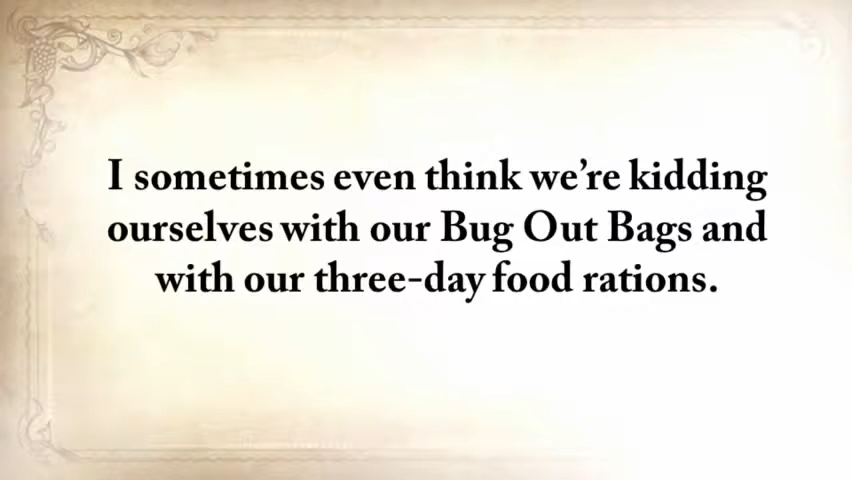 I sometimes even think we’re kidding
ourselves with our Bug Out Bags and
with our three-day food rations.